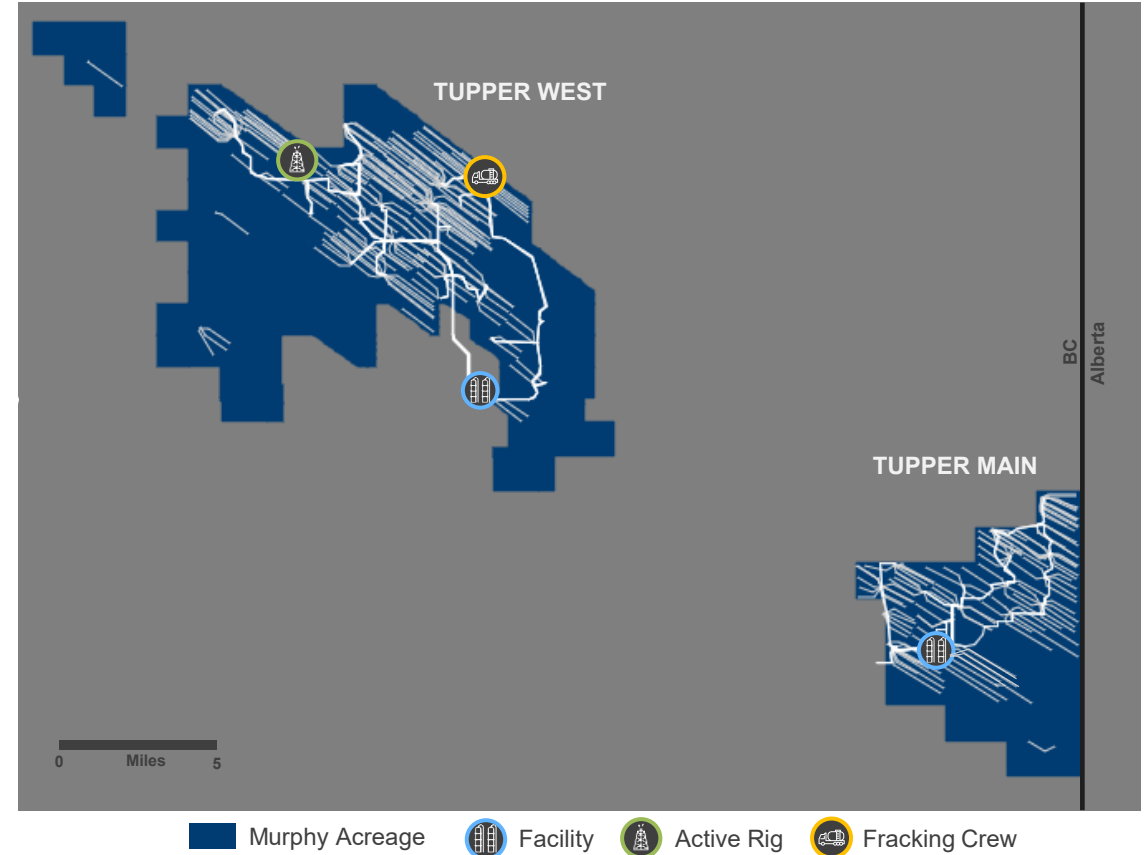 TUPPER WEST
BC
Alberta
TUPPER MAIN
0 Miles 5
Murphy Acreage Facility Active Rig Fracking Crew